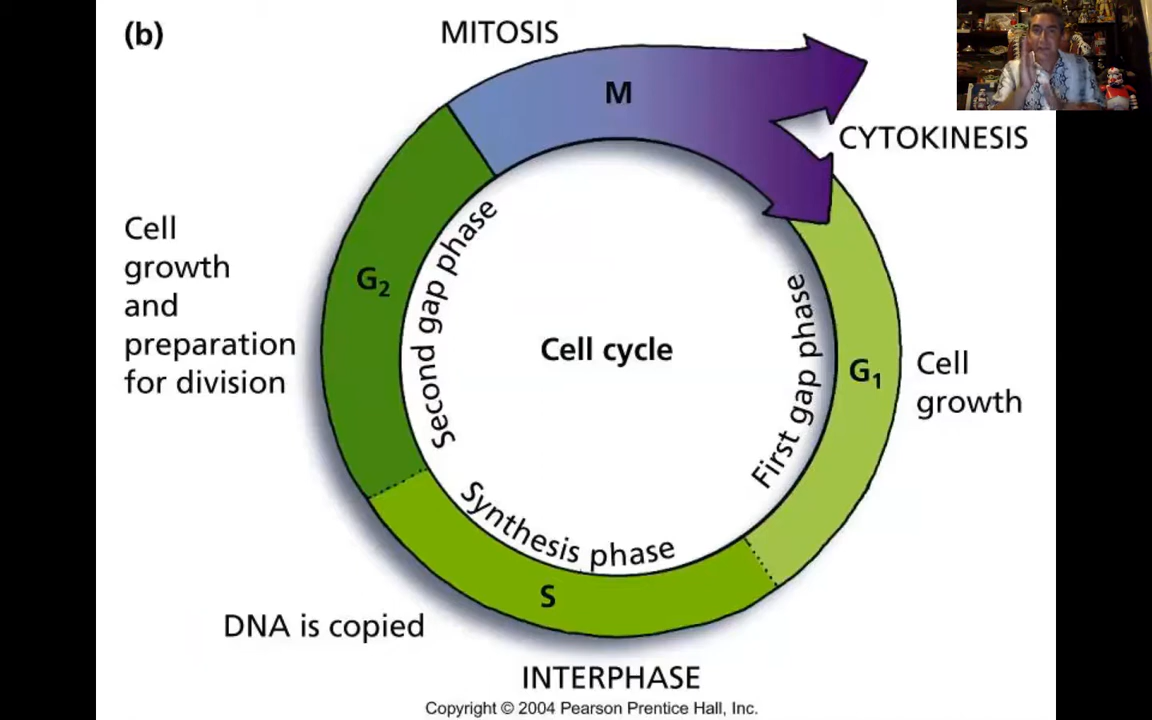 (b)
MITOSIS
M
CYTOKINESIS
Cell
growth
and
preparation
for division
G₂
Second gap phase
Cell cycle
First gap phase
G₁
Cell
growth
Synthesis phase
S
DNA is copied
INTERPHASE
Copyright © 2004 Pearson Prentice Hall, Inc.